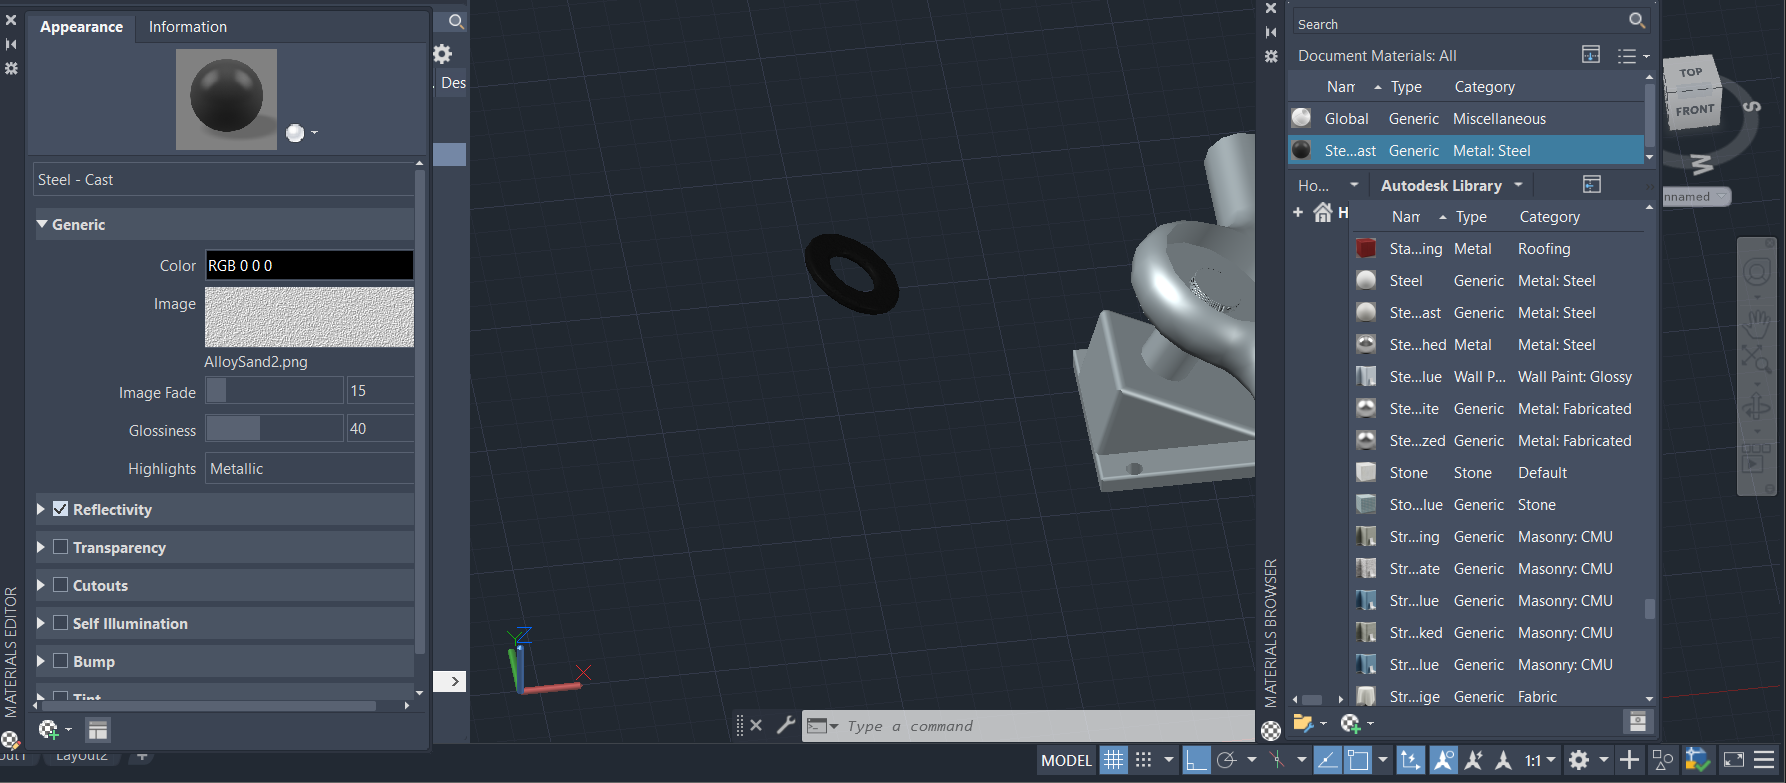 Appearance
Information
Steel - Cast
Generic
Color RGB 0 0 0
Image
AlloySand2.png
Image Fade 15
Glossiness 40
Highlights Metallic
Reflectivity
Transparency
Cutouts
Self Illumination
Bump
Tint
MATERIALS EDITOR
Des
>
Type a command
Layout2
+
Search
Document Materials: All
Nam Type Category
Global Generic Miscellaneous
Ste...ast Generic Metal: Steel
Ho...
Autodesk Library
H
Nam Type Category
Sta...ing Metal Roofing
Steel Generic Metal: Steel
Ste...ast Generic Metal: Steel
Ste...hed Metal Metal: Steel
Ste...lue Wall P... Wall Paint: Glossy
Ste...ite Generic Metal: Fabricated
Ste...zed Generic Metal: Fabricated
Stone Stone Default
Sto...lue Generic Stone
Str...ing Generic Masonry: CMU
Str...ate Generic Masonry: CMU
Str...lue Generic Masonry: CMU
Str...ked Generic Masonry: CMU
Str...lue Generic Masonry: CMU
Str...ige Generic Fabric
MATERIALS BROWSER
TOP
FRONT
S
W
nnamed
X
Y
Z
MODEL
1:1